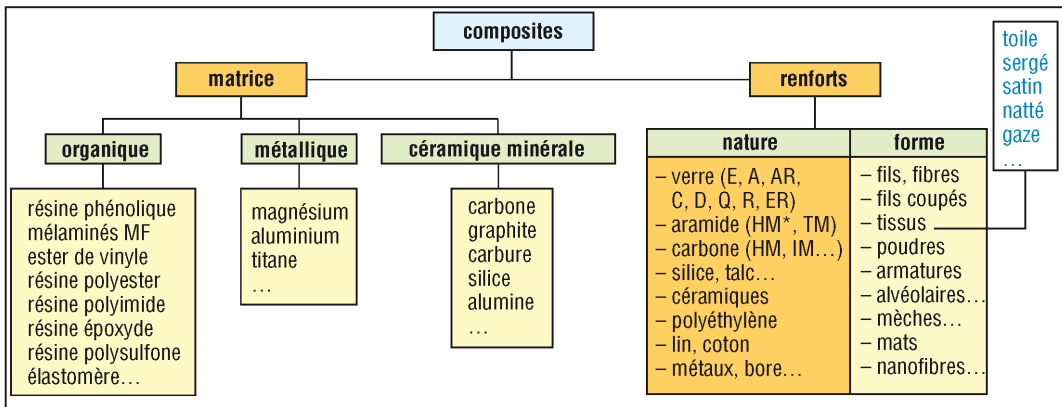 composites
matrice
renforts
organique
métallique
céramique minérale
résine phénolique
mélaminés MF
ester de vinyle
résine polyester
résine polyimide
résine époxyde
résine polysulfone
élastomère…
magnésium
aluminium
titane
…
carbone
graphite
carbure
silice
alumine
…
nature
– verre (E, A, AR,
C, D, Q, R, ER)
– aramide (HM*, TM)
– carbone (HM, IM…)
– silice, talc…
– céramiques
– polyéthylène
– lin, coton
– métaux, bore…
forme
– fils, fibres
– fils coupés
– tissus
– poudres
– armatures
– alvéolaires…
– mèches…
– mats
– nanofibres…
toile
sergé
satin
natté
gaze
…